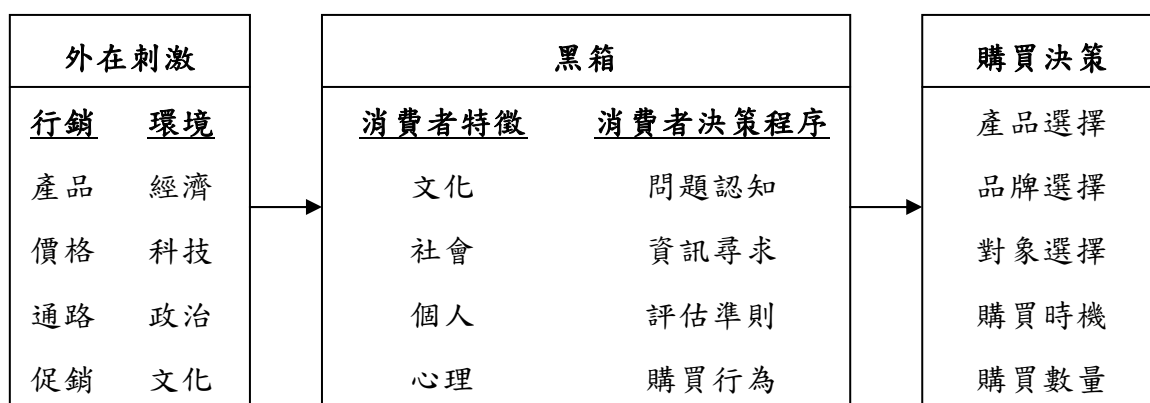 外在刺激
行銷 環境
產品 經濟
價格 科技
通路 政治
促銷 文化
黑箱
消費者特徵 消費者決策程序
文化 問題認知
社會 資訊尋求
個人 評估準則
心理 購買行為
購買決策
產品選擇
品牌選擇
對象選擇
購買時機
購買數量